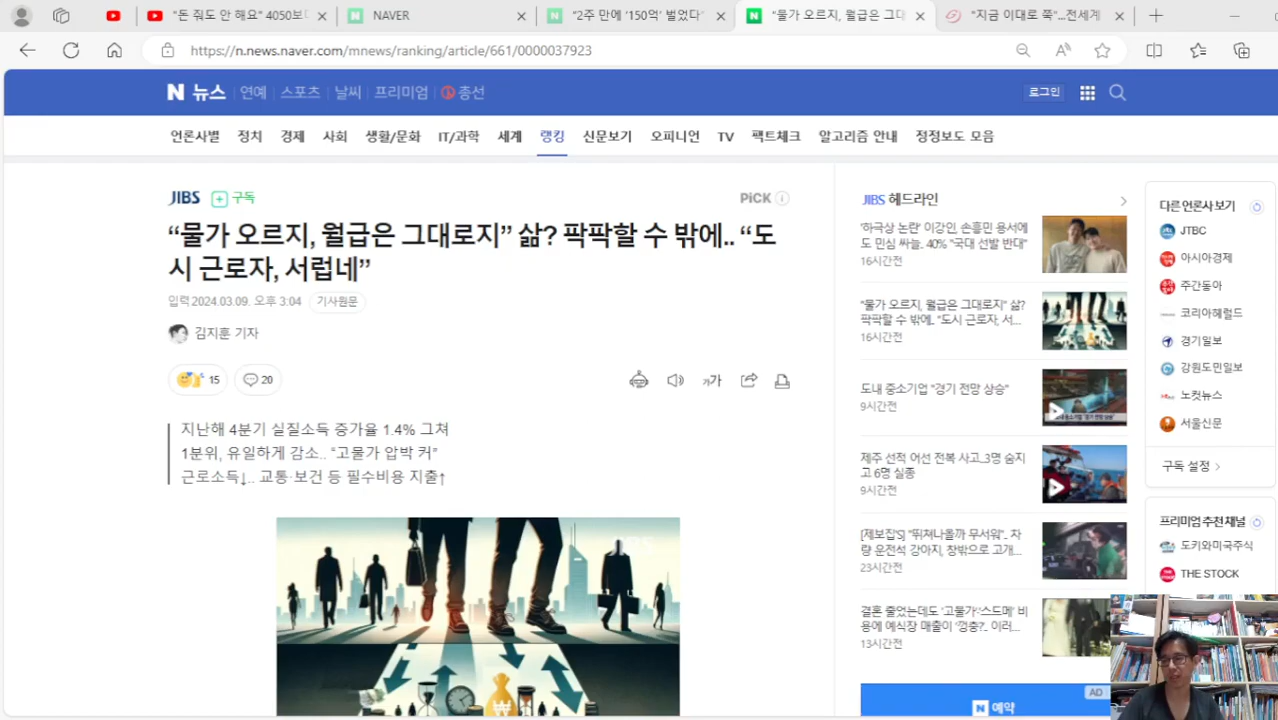 "돈 줘도 안 해요" 4050보
NAVER
"2주 만에 '150억' 벌었다"
"물가 오르지, 월급은 그대
"지금 이대로 쭉"...전세계
https://n.news.naver.com/mnews/ranking/article/661/0000037923
N 뉴스 연예 스포츠 날씨 프리미엄 총선
로그인
언론사별 정치 경제 사회 생활/문화 IT/과학 세계 랭킹 신문보기 오피니언 TV 팩트체크 알고리즘 안내 정정보도 모음
JIBS 구독
PiCK
“물가 오르지, 월급은 그대로지” 삶? 팍팍할 수 밖에.. “도
시 근로자, 서럽네”
입력 2024.03.09. 오후 3:04 기사원문
김지훈 기자
15 20
가가
지난해 4분기 실질소득 증가율 1.4% 그쳐
1분위, 유일하게 감소.. “고물가 압박 커”
근로소득↓.. 교통·보건 등 필수비용 지출↑
JIBS
JIBS 헤드라인
'하극상 논란' 이강인, 손흥민 용서에
도 민심 싸늘. 40% "국대 선발 반대"
16시간전
"물가 오르지, 월급은 그대로지" 삶?
팍팍할 수 밖에.. "도시 근로자, 서...
16시간전
도내 중소기업 "경기 전망 상승"
9시간전
제주 선적 어선 전복 사고...3명 숨지
고 6명 실종
9시간전
[제보집'S] "뛰쳐나올까 무서워".. 차
량 운전석 강아지, 창밖으로 고개...
23시간전
결혼 줄었는데도 '고물가'·'스드메' 비
용에 예식장 매출이 '껑충?'.. 이러...
13시간전
AD
N 예약
다른 언론사 보기
JTBC
아시아경제
주간동아
코리아헤럴드
경기일보
강원도민일보
노컷뉴스
서울신문
구독 설정
프리미엄 추천 채널
도키와미국주식
THE STOCK